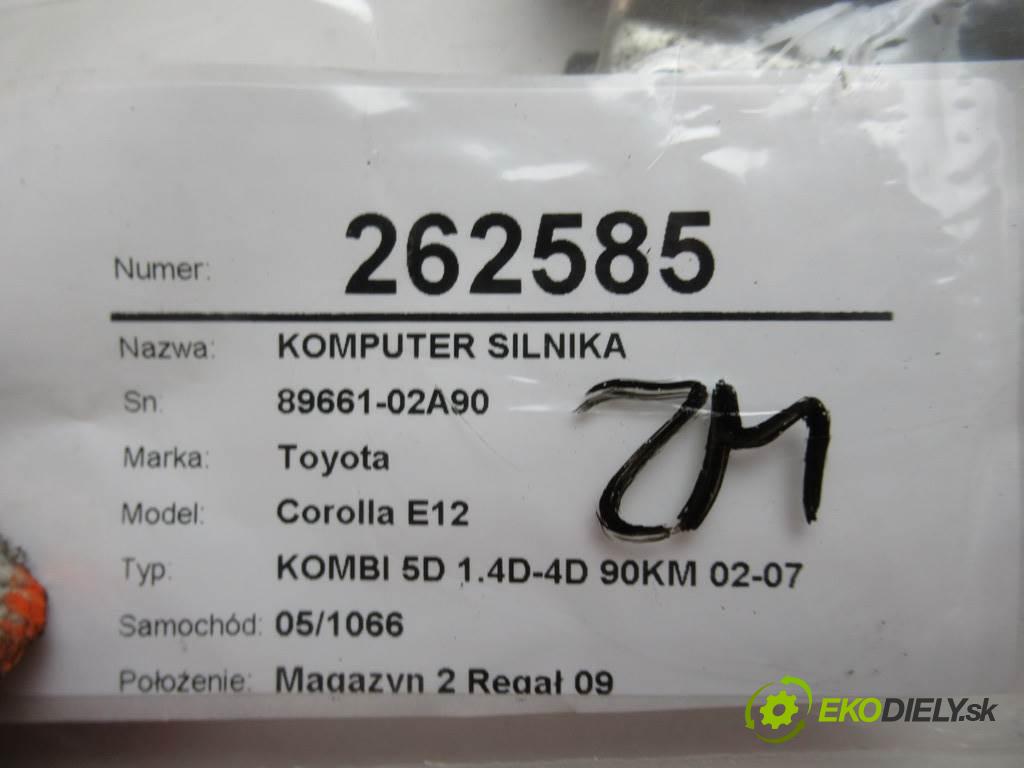 Numer: 262585
Nazwa: KOMPUTER SILNIKA
Sn: 89661-02A90
Marka: Toyota
Model: Corolla E12
Typ: KOMBI 5D 1.4D-4D 90KM 02-07
Samochód: 05/1066
Położenie: Magazyn 2 Regał 09
EKODIELY.sk